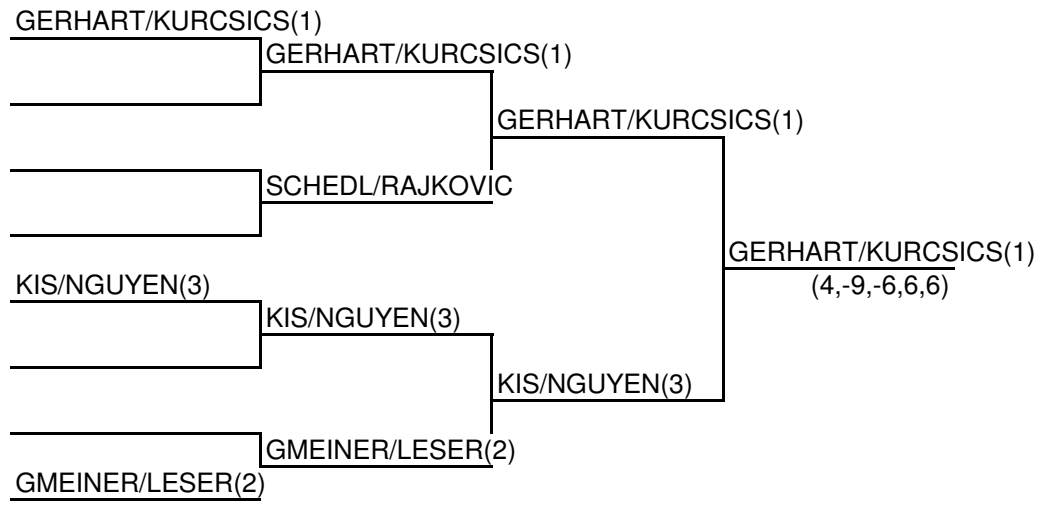 GERHART/KURCSICS(1)
GERHART/KURCSICS(1)
GERHART/KURCSICS(1)
SCHEDL/RAJKOVIC
GERHART/KURCSICS(1)
(4,-9,-6,6,6)
KIS/NGUYEN(3)
KIS/NGUYEN(3)
KIS/NGUYEN(3)
GMEINER/LESER(2)
GMEINER/LESER(2)